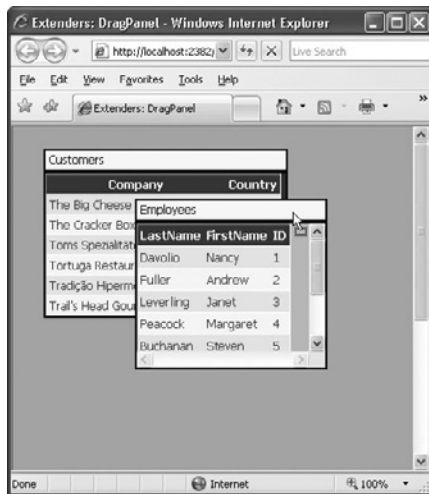 Extenders: DragPanel - Windows Internet Explorer
http://localhost:2382/
Live Search
File Edit View Favorites Tools Help
Extenders: DragPanel
Customers
Company Country
The Big Cheese
The Cracker Box
Toms Spezialitäte
Tortuga Restaur
Tradição Hiperm
Trail's Head Gour
Employees
LastName FirstName ID
Davolio Nancy 1
Fuller Andrew 2
Leverling Janet 3
Peacock Margaret 4
Buchanan Steven 5
Done Internet 100%